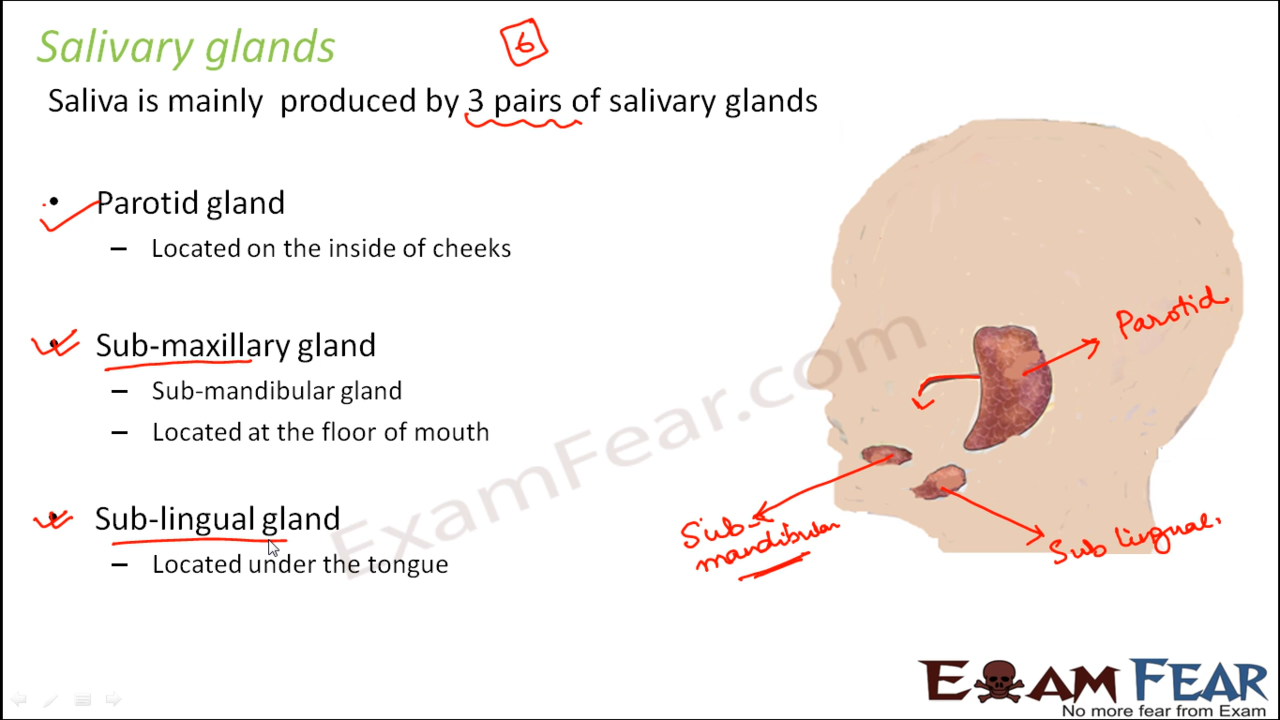 Salivary glands
6
Saliva is mainly produced by 3 pairs of salivary glands
• Parotid gland
– Located on the inside of cheeks
• Sub-maxillary gland
– Sub-mandibular gland
– Located at the floor of mouth
• Sub-lingual gland
– Located under the tongue
Parotid
Sub-
mandibular
Sub lingual.
ExamFear.com
EXAM FEAR
No more fear from Exam